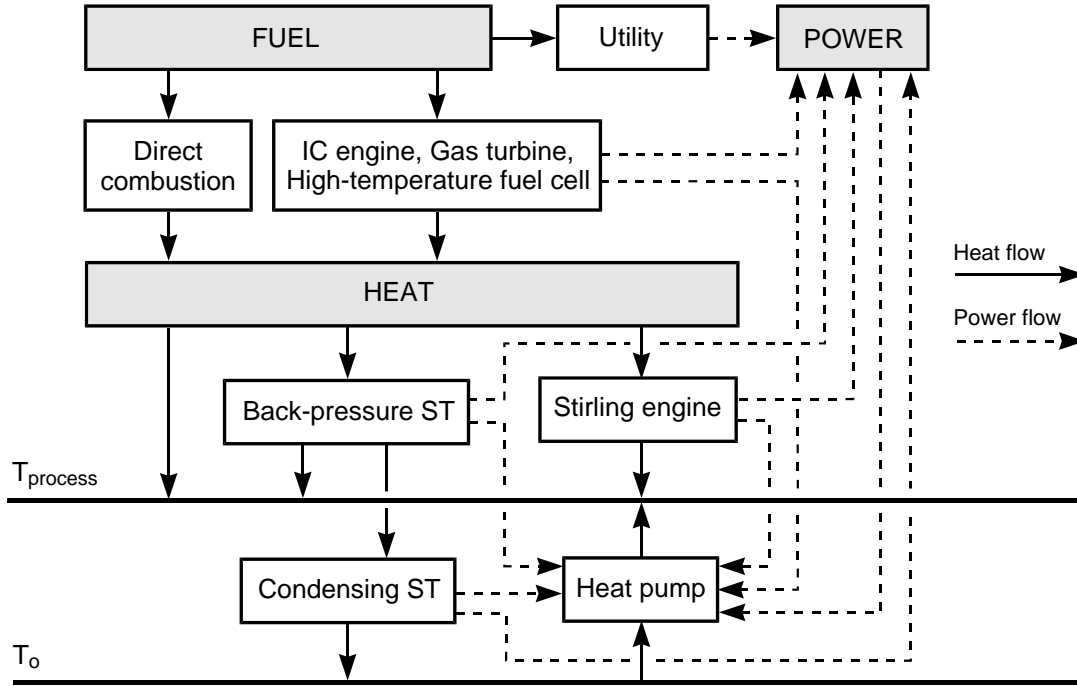 FUEL
Utility
POWER
Direct
combustion
IC engine, Gas turbine,
High-temperature fuel cell
HEAT
Heat flow
Power flow
Back-pressure ST
Stirling engine
Tprocess
Condensing ST
Heat pump
To